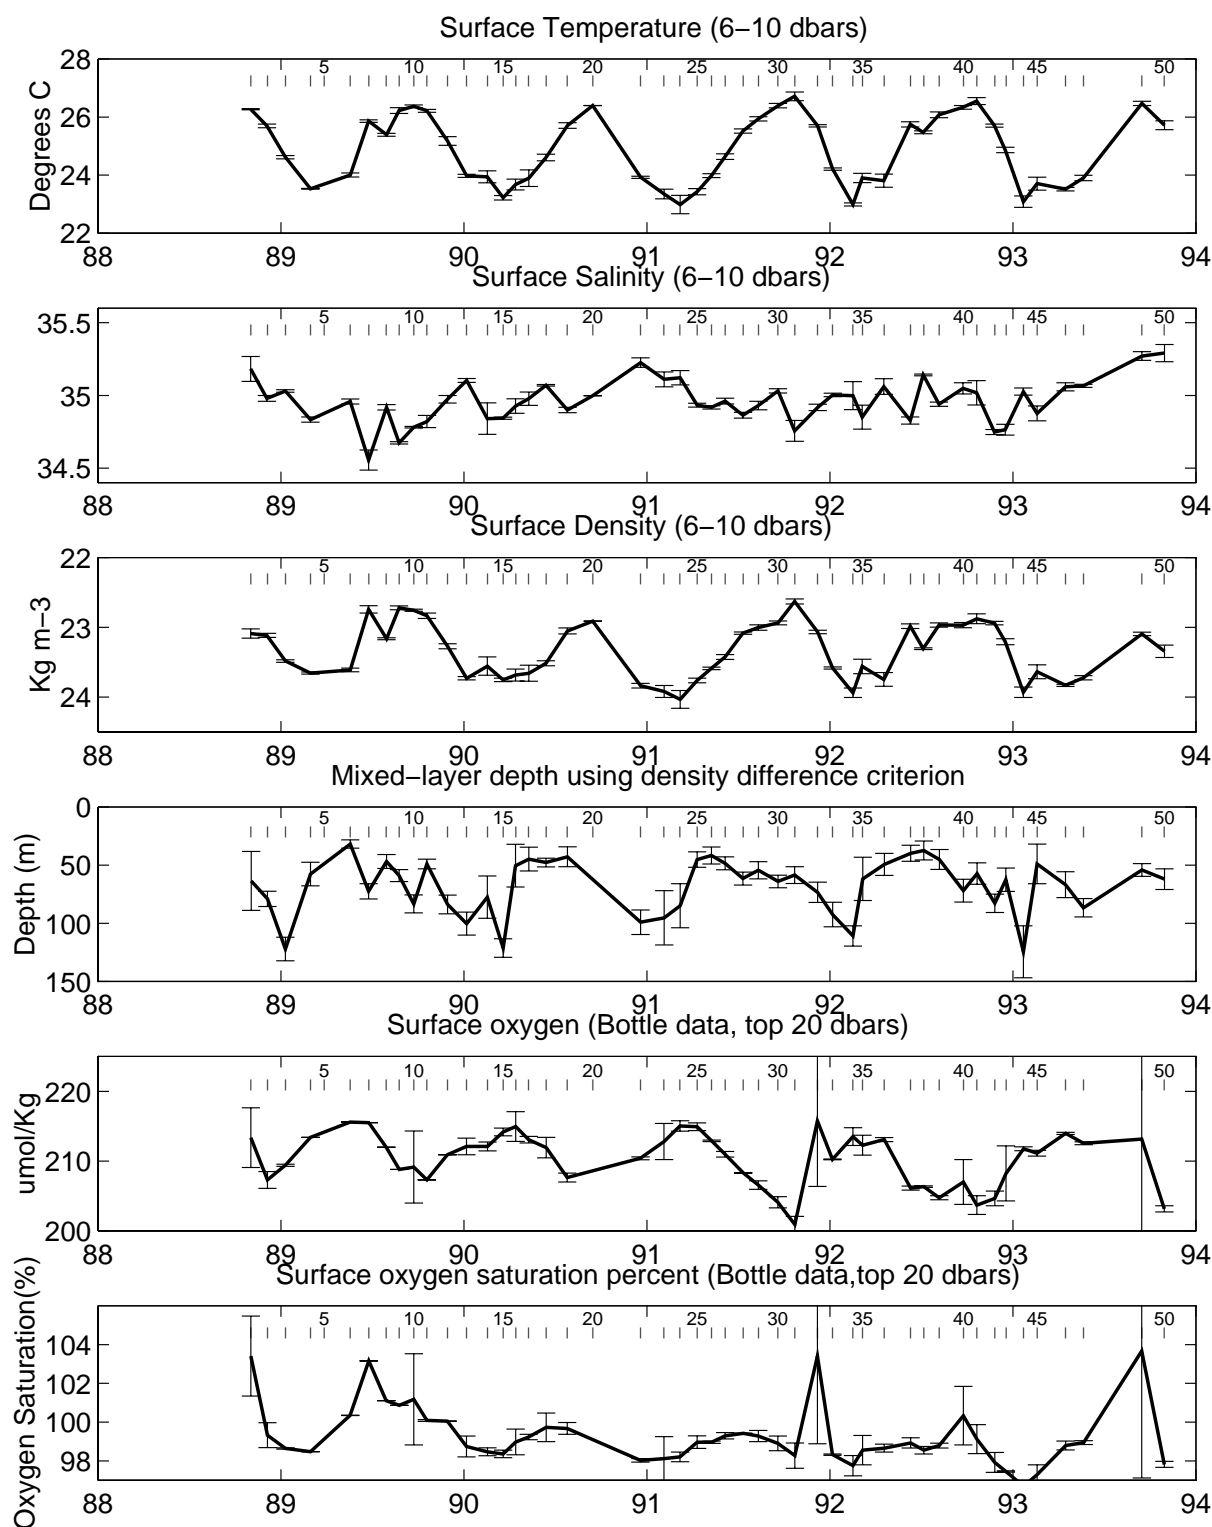 Surface Temperature (6−10 dbars)
28
26
24
22
Degrees C
5 10 15 20 25 30 35 40 45 50
88 89 90 91 92 93 94
Surface Salinity (6−10 dbars)
35.5
35
34.5
5 10 15 20 25 30 35 40 45 50
88 89 90 91 92 93 94
Surface Density (6−10 dbars)
22
23
24
Kg m−3
5 10 15 20 25 30 35 40 45 50
88 89 90 91 92 93 94
Mixed−layer depth using density difference criterion
0
50
100
150
Depth (m)
5 10 15 20 25 30 35 40 45 50
88 89 90 91 92 93 94
Surface oxygen (Bottle data, top 20 dbars)
220
210
200
umol/Kg
5 10 15 20 25 30 35 40 45 50
88 89 90 91 92 93 94
Surface oxygen saturation percent (Bottle data,top 20 dbars)
104
102
100
98
Oxygen Saturation(%)
5 10 15 20 25 30 35 40 45 50
88 89 90 91 92 93 94